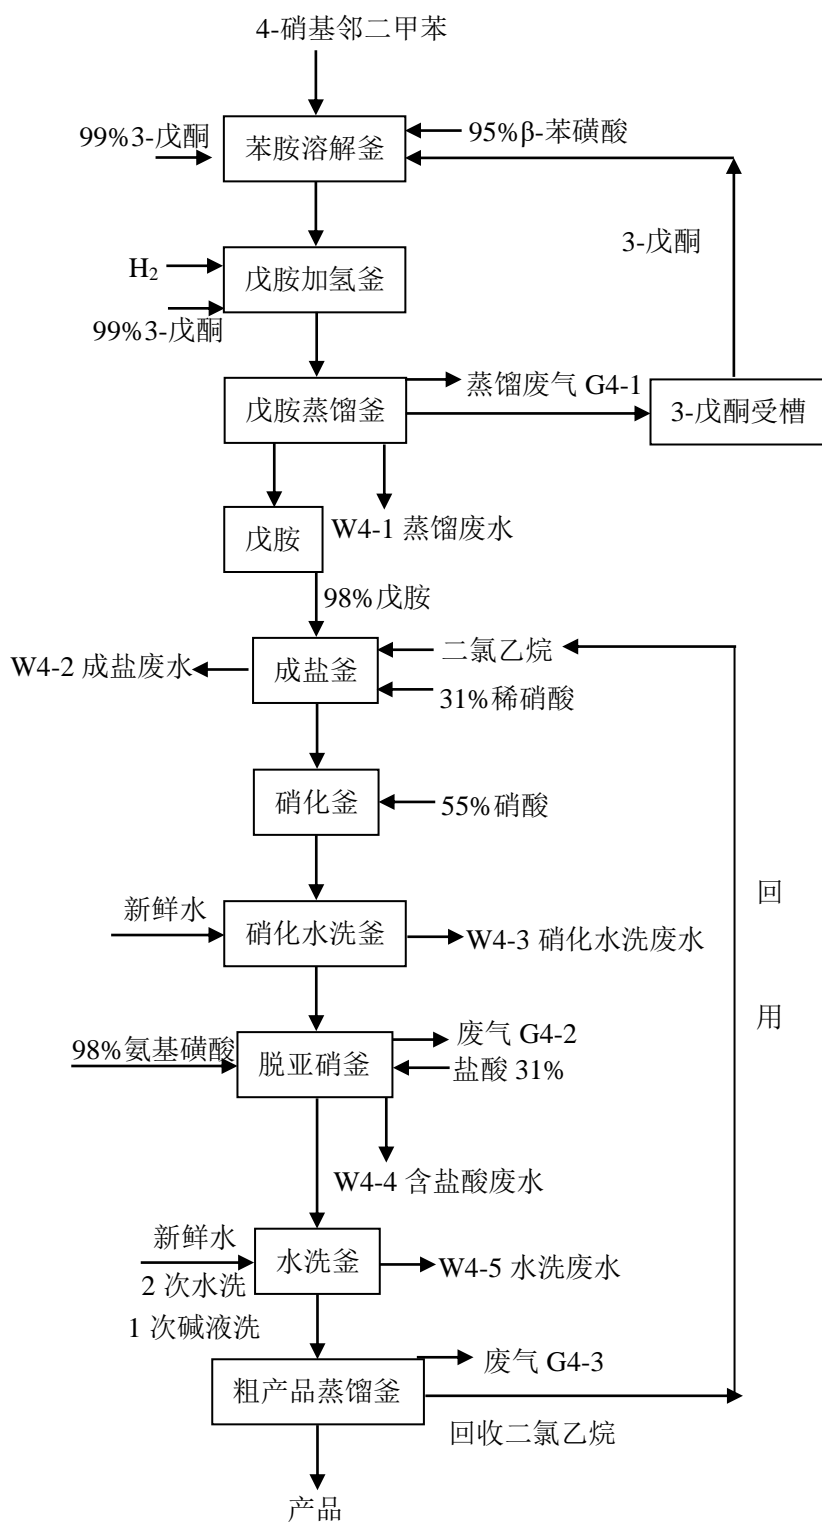 4-硝基邻二甲苯
99%3-戊酮
苯胺溶解釜
95%β-苯磺酸
3-戊酮
H₂
戊胺加氢釜
99%3-戊酮
戊胺蒸馏釜
蒸馏废气 G4-1
3-戊酮受槽
戊胺
W4-1 蒸馏废水
98%戊胺
W4-2 成盐废水
成盐釜
二氯乙烷
31%稀硝酸
硝化釜
55%硝酸
回
用
新鲜水
硝化水洗釜
W4-3 硝化水洗废水
98%氨基磺酸
脱亚硝釜
废气 G4-2
盐酸 31%
W4-4 含盐酸废水
新鲜水
2 次水洗
1 次碱液洗
水洗釜
W4-5 水洗废水
粗产品蒸馏釜
废气 G4-3
回收二氯乙烷
产品